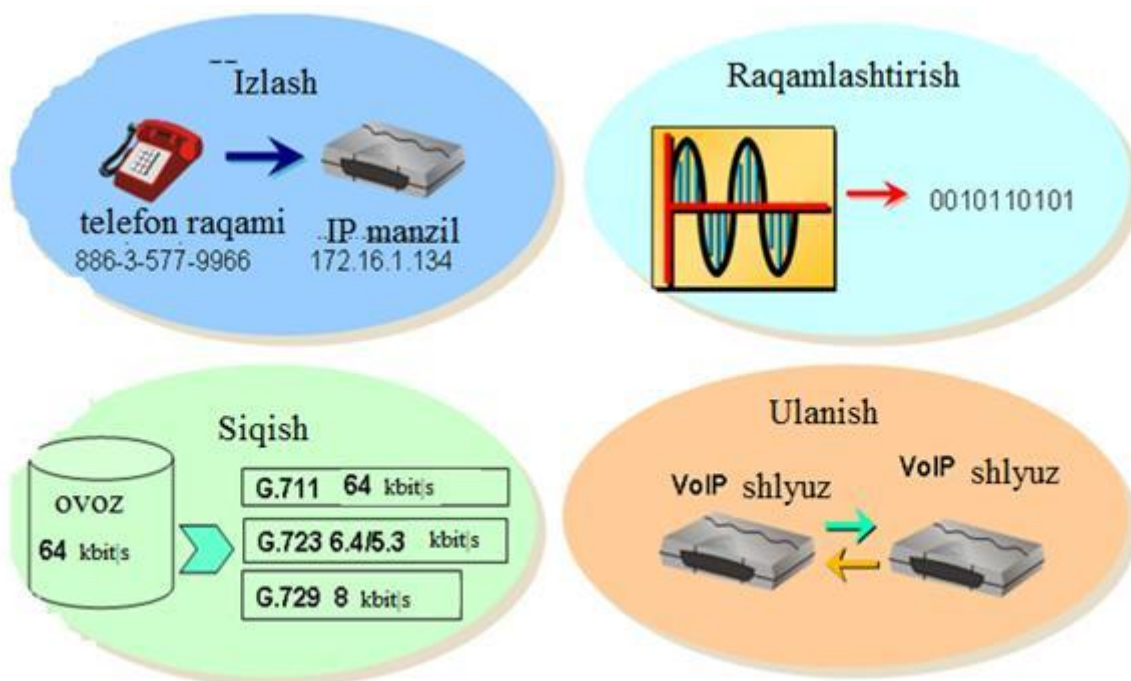 Izlash
telefon raqami
886-3-577-9966
IP manzil
172.16.1.134
Raqamlashtirish
0010110101
Siqish
ovoz
64 kbit|s
G.711 64 kbit|s
G.723 6.4/5.3 kbit|s
G.729 8 kbit|s
Ulanish
VoIP shlyuz
VoIP shlyuz